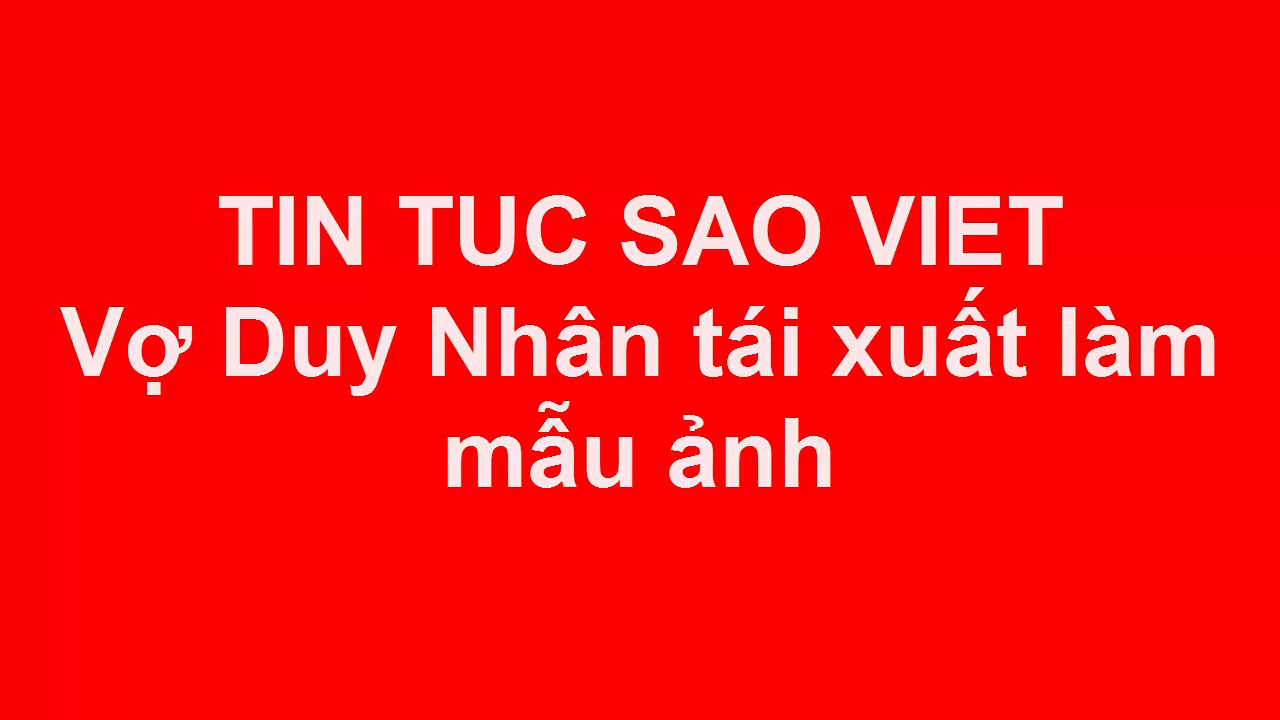 TIN TUC SAO VIET
Vợ Duy Nhân tái xuất làm
mẫu ảnh